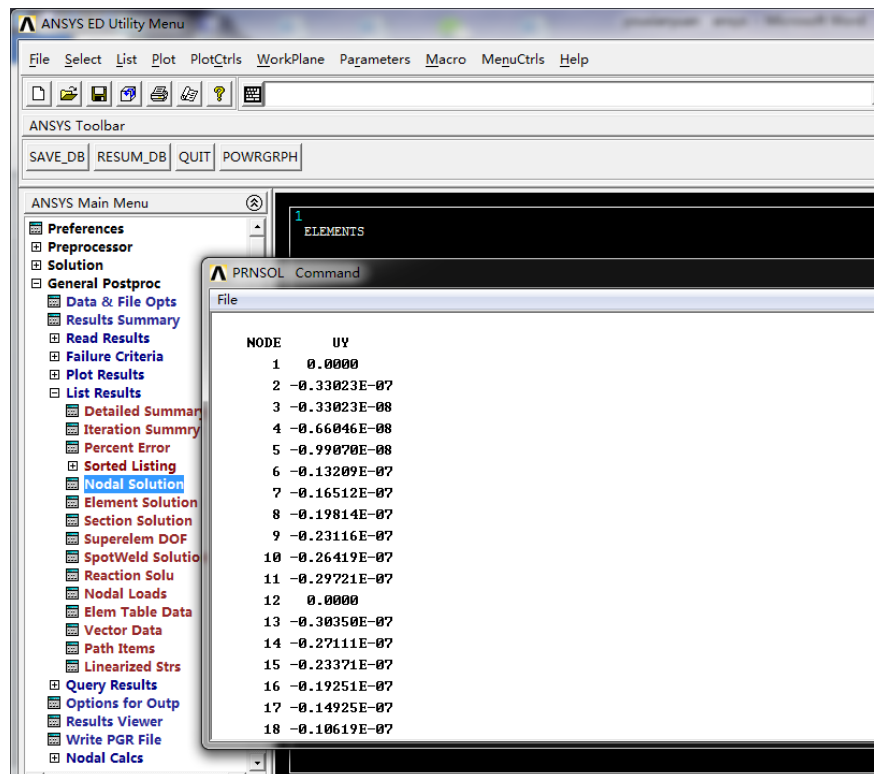 ANSYS ED Utility Menu
File Select List Plot PlotCtrls WorkPlane Parameters Macro MenuCtrls Help
ANSYS Toolbar
SAVE_DB RESUM_DB QUIT POWRGRPH
ANSYS Main Menu
Preferences
Preprocessor
Solution
General Postproc
Data & File Opts
Results Summary
Read Results
Failure Criteria
Plot Results
List Results
Detailed Summary
Iteration Summry
Percent Error
Sorted Listing
Nodal Solution
Element Solution
Section Solution
Superelem DOF
SpotWeld Solutio
Reaction Solu
Nodal Loads
Elem Table Data
Vector Data
Path Items
Linearized Strs
Query Results
Options for Outp
Results Viewer
Write PGR File
Nodal Calcs
1
ELEMENTS
PRNSOL Command
File
NODE UY
1 0.0000
2 -0.33023E-07
3 -0.33023E-08
4 -0.66046E-08
5 -0.99070E-08
6 -0.13209E-07
7 -0.16512E-07
8 -0.19814E-07
9 -0.23116E-07
10 -0.26419E-07
11 -0.29721E-07
12 0.0000
13 -0.30350E-07
14 -0.27111E-07
15 -0.23371E-07
16 -0.19251E-07
17 -0.14925E-07
18 -0.10619E-07